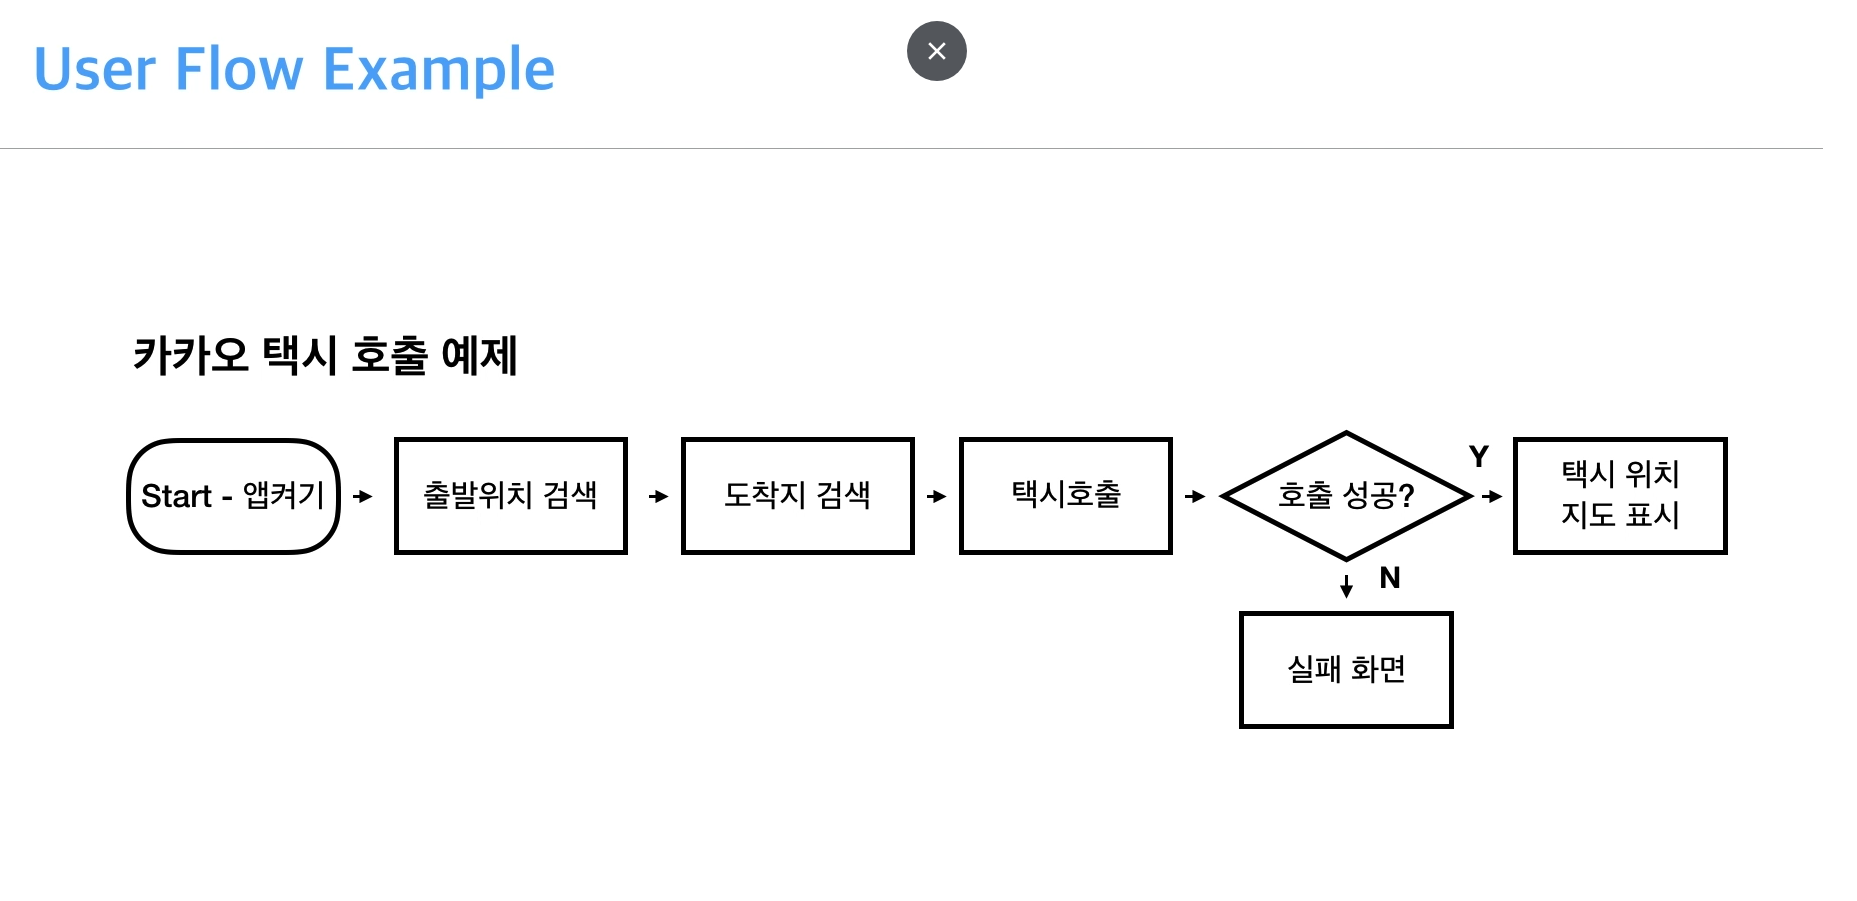 User Flow Example
카카오 택시 호출 예제
Start - 앱켜기
출발위치 검색
도착지 검색
택시호출
호출 성공?
Y
택시 위치
지도 표시
N
실패 화면